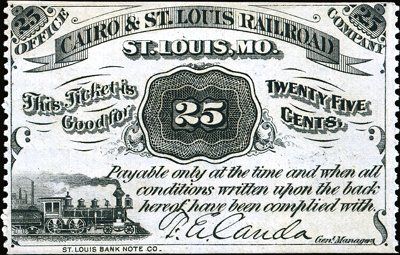 25 25
OFFICE COMPANY
CAIRO & ST. LOUIS RAILROAD
ST. LOUIS, MO.
This Ticket is
Good for
25
TWENTY FIVE
CENTS.
Payable only at the time and when all
conditions written upon the back
hereof have been complied with.
F. E. Canda
Genl. Manager.
ST. LOUIS BANK NOTE CO.